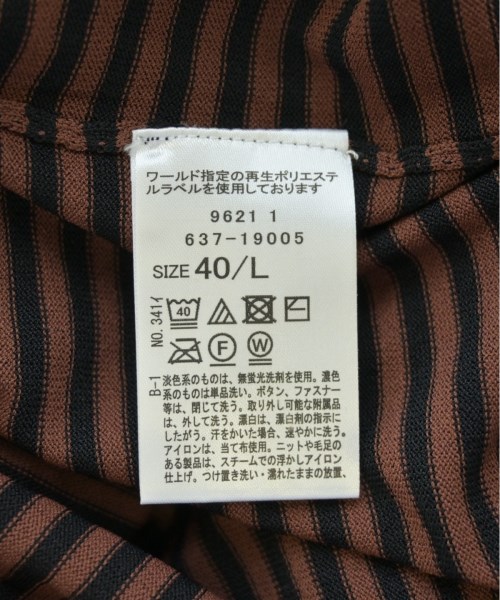 ワールド指定の再生ポリエステ
ルラベルを使用しております
9621 1
637-19005
SIZE 40/L
NO. 341イ
40
F
W
B-1
淡色系のものは、無蛍光洗剤を使用。濃色
系のものは単品洗い。ボタン、ファスナー
等は、閉じて洗う。取り外し可能な附属品
は、外して洗う。漂白は、漂白剤の指示に
したがう。汗をかいた場合、速やかに洗う。
アイロンは、当て布使用。ニットや毛足の
ある製品は、スチームでの浮かしアイロン
仕上げ。つけ置き洗い・濡れたままの放置、